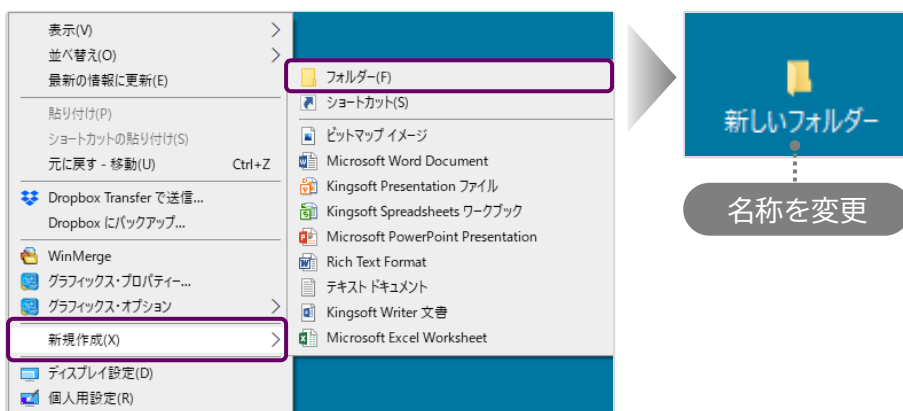 表示(V)
並べ替え(O)
最新の情報に更新(E)
貼り付け(P)
ショートカットの貼り付け(S)
元に戻す - 移動(U) Ctrl+Z
Dropbox Transfer で送信...
Dropbox にバックアップ...
WinMerge
グラフィックス・プロパティー...
グラフィックス・オプション
新規作成(X)
ディスプレイ設定(D)
個人用設定(R)
フォルダー(F)
ショートカット(S)
ビットマップ イメージ
Microsoft Word Document
Kingsoft Presentation ファイル
Kingsoft Spreadsheets ワークブック
Microsoft PowerPoint Presentation
Rich Text Format
テキスト ドキュメント
Kingsoft Writer 文書
Microsoft Excel Worksheet
新しいフォルダー
名称を変更